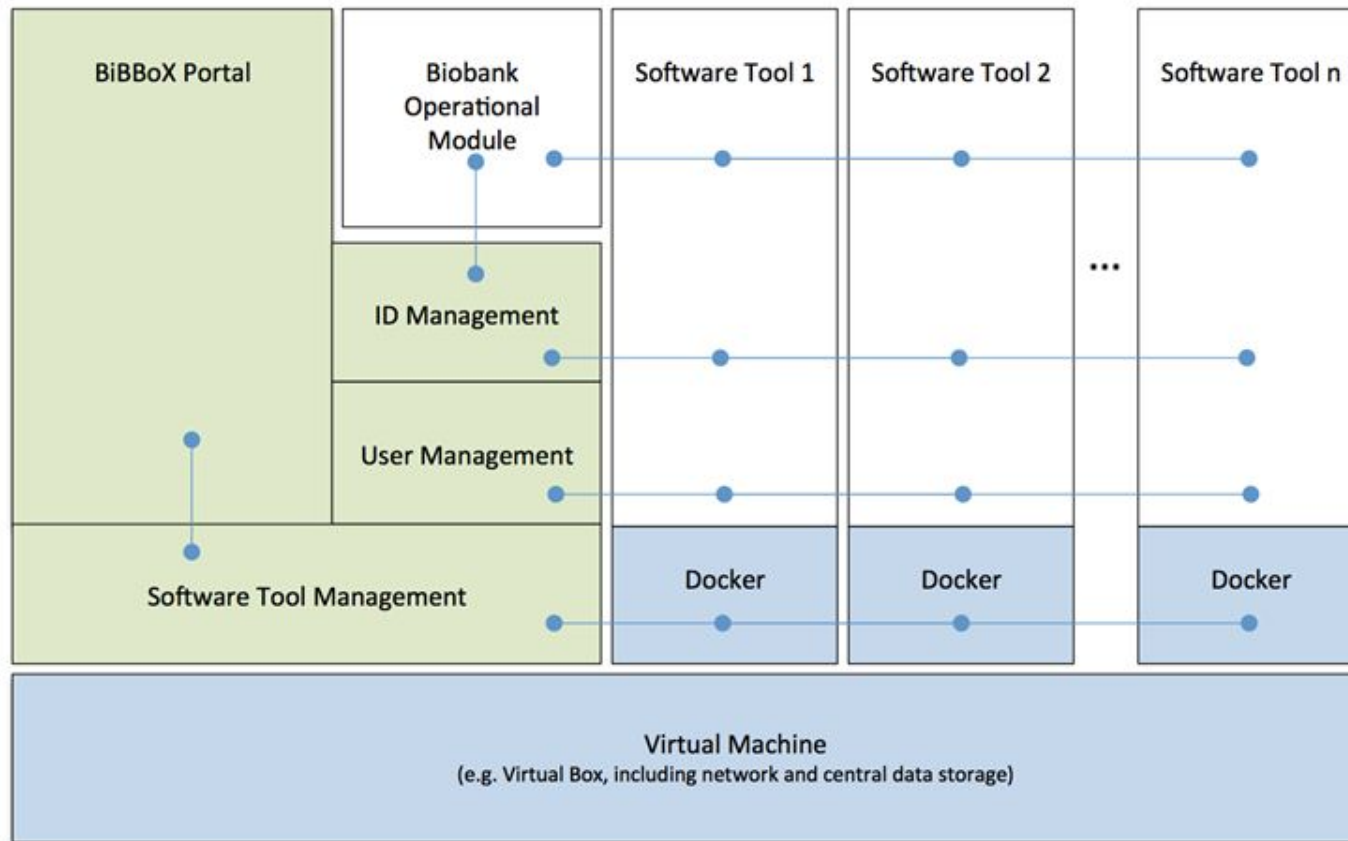 BiBBoX Portal
Biobank
Operational
Module
Software Tool 1
Software Tool 2
Software Tool n
...
ID Management
User Management
Software Tool Management
Docker
Docker
Docker
Virtual Machine
(e.g. Virtual Box, including network and central data storage)